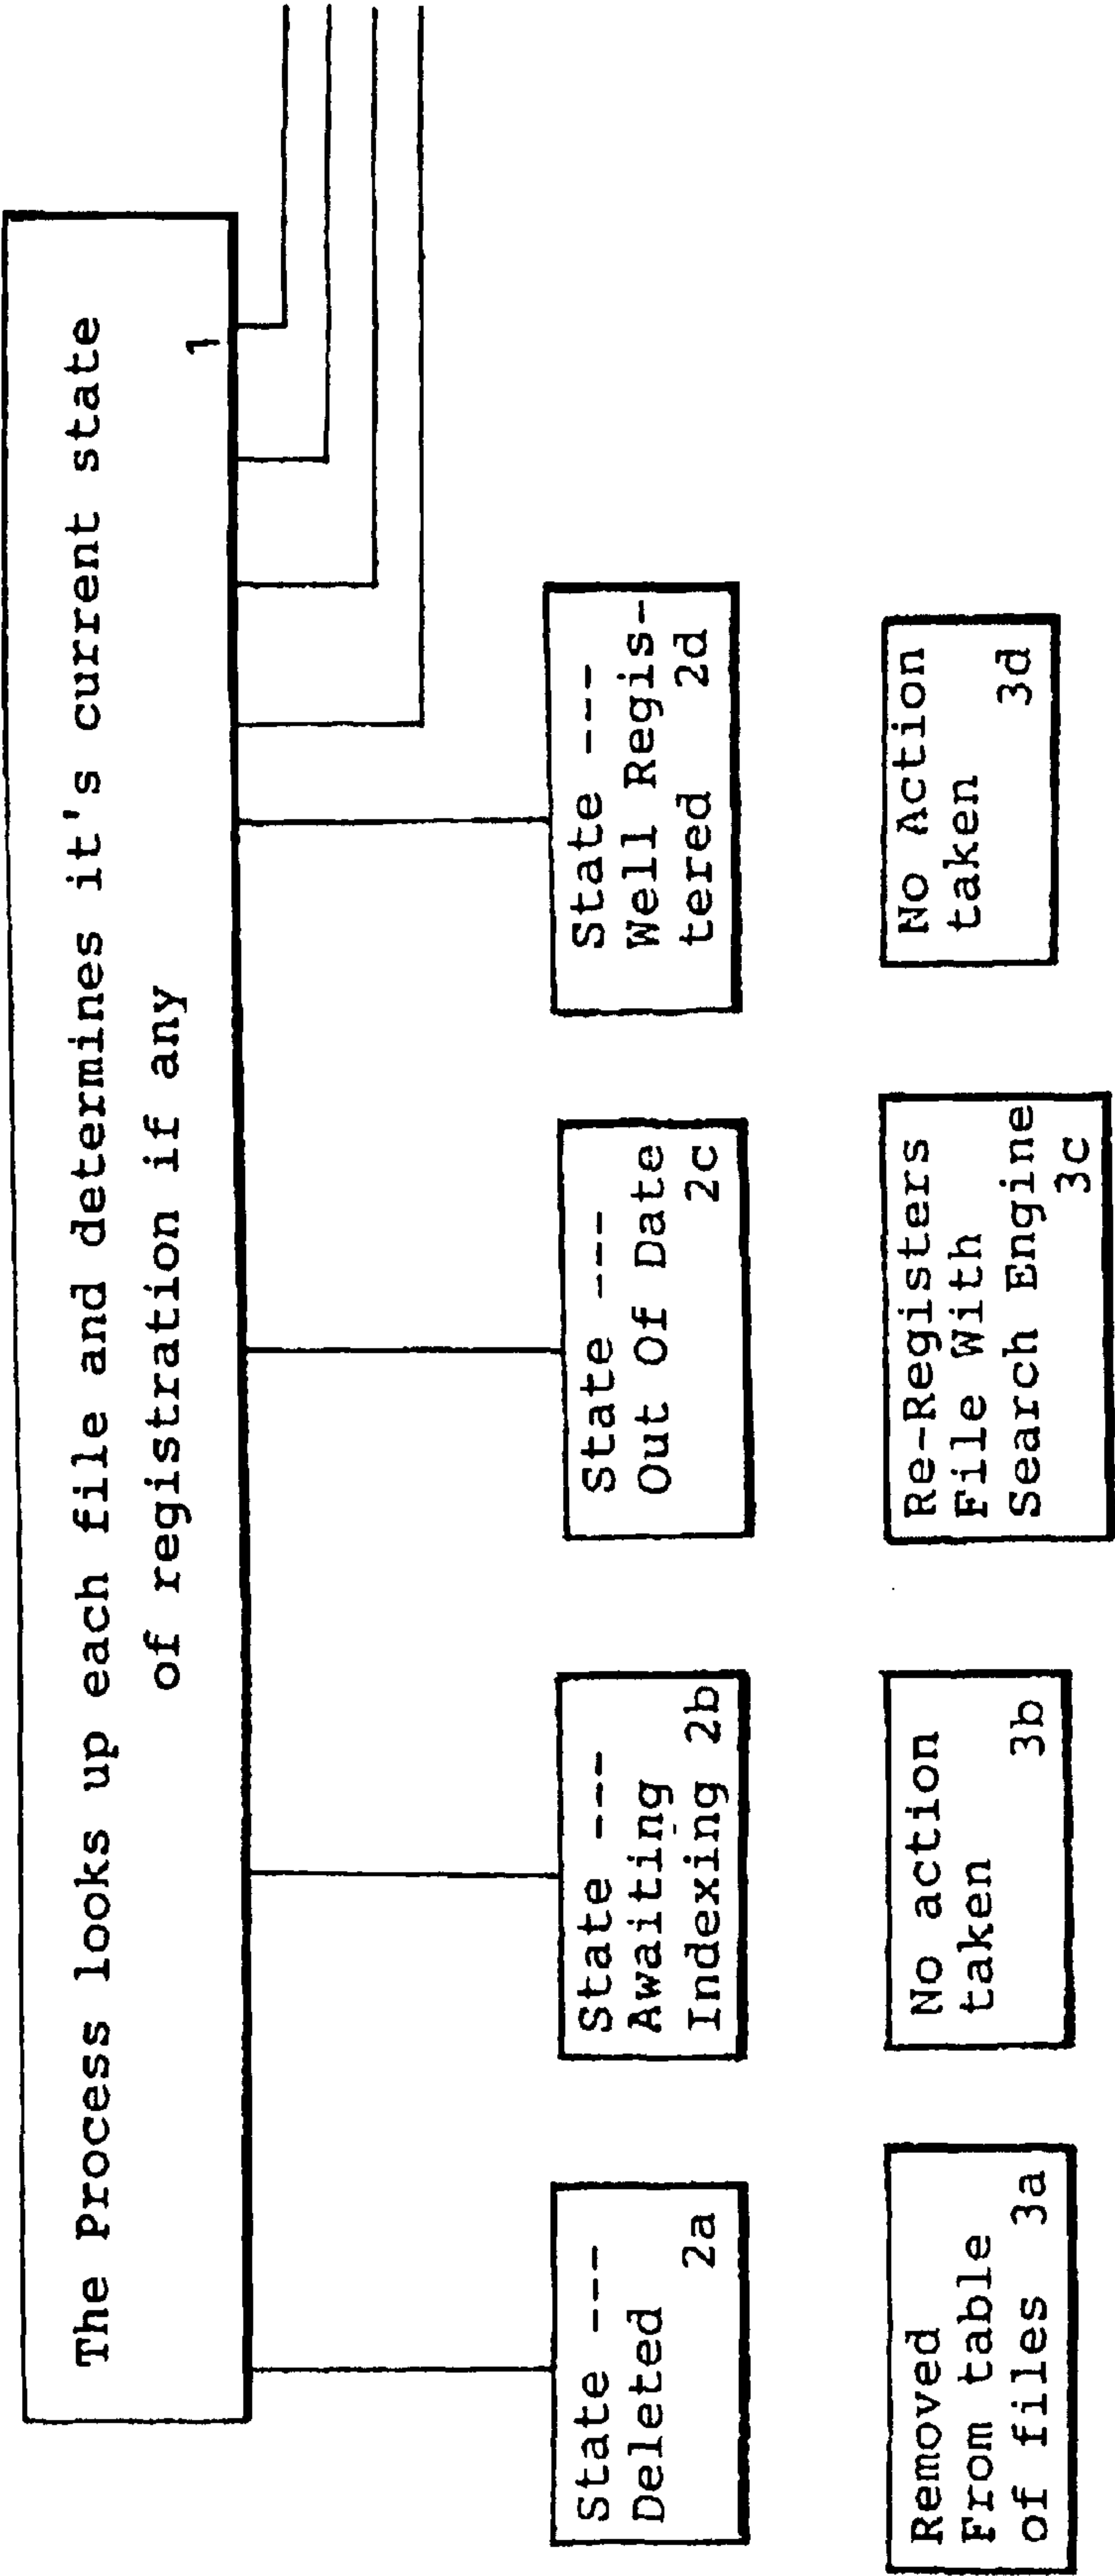 The Process looks up each file and determines it's current state
of registration if any
1
State ---
Deleted
2a
State ---
Awaiting
Indexing 2b
State ---
Out Of Date
2c
State ---
Well Regis-
tered 2d
Removed
From table
of files 3a
No action
taken
3b
Re-Registers
File With
Search Engine
3c
No Action
taken
3d